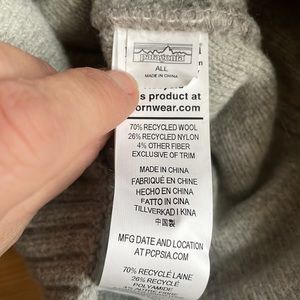 patagonia
ALL
MADE IN CHINA
s product at
ornwear.com
70% RECYCLED WOOL
26% RECYCLED NYLON
4% OTHER FIBER
EXCLUSIVE OF TRIM
MADE IN CHINA
FABRIQUÉ EN CHINE
HECHO EN CHINA
FATTO IN CINA
TILLVERKAD I KINA
中国製
MFG DATE AND LOCATION
AT PCPSIA.COM
70% RECYCLÉ LAINE
26% RECYCLÉ
POLYAMIDE